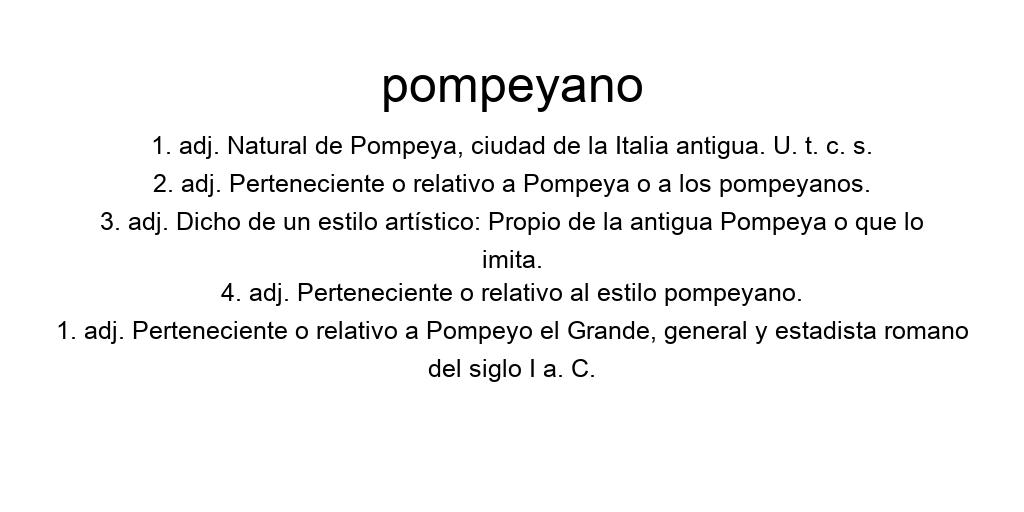 pompeyano
1. adj. Natural de Pompeya, ciudad de la Italia antigua. U. t. c. s.
2. adj. Perteneciente o relativo a Pompeya o a los pompeyanos.
3. adj. Dicho de un estilo artístico: Propio de la antigua Pompeya o que lo
imita.
4. adj. Perteneciente o relativo al estilo pompeyano.
1. adj. Perteneciente o relativo a Pompeyo el Grande, general y estadista romano
del siglo I a. C.